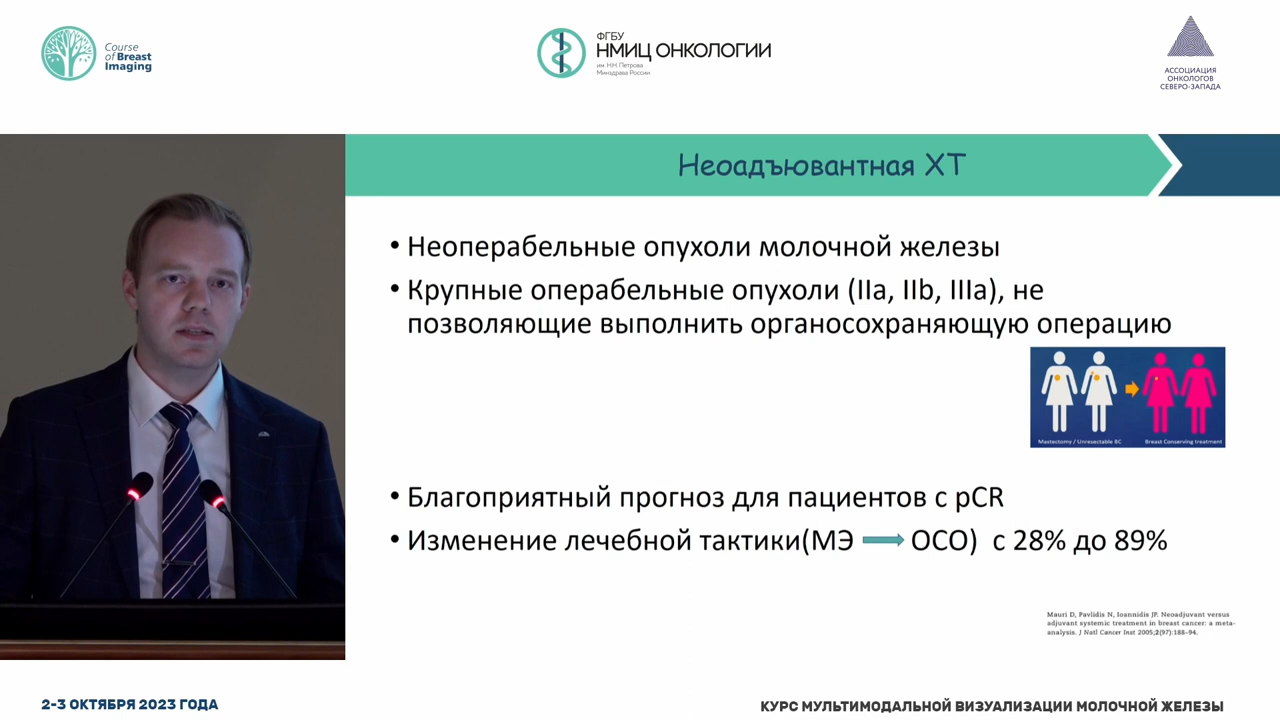 Course
of Breast
Imaging
ФГБУ
НМИЦ ОНКОЛОГИИ
им. Н.Н. Петрова
Минздрава России
АССОЦИАЦИЯ
ОНКОЛОГОВ
СЕВЕРО-ЗАПАДА
Неоадъювантная ХТ
• Неоперабельные опухоли молочной железы
• Крупные операбельные опухоли (IIa, IIb, IIIa), не
позволяющие выполнить органосохраняющую операцию
Mastectomy / Unresectable BC
Breast Conserving treatment
• Благоприятный прогноз для пациентов с pCR
• Изменение лечебной тактики(МЭ ОСО) с 28% до 89%
Mauri D, Pavlidis N, Ioannidis JP. Neoadjuvant versus
adjuvant systemic treatment in breast cancer: a meta-
analysis. J Natl Cancer Inst 2005;2(97):188–94.
2-3 ОКТЯБРЯ 2023 ГОДА
КУРС МУЛЬТИМОДАЛЬНОЙ ВИЗУАЛИЗАЦИИ МОЛОЧНОЙ ЖЕЛЕЗЫ